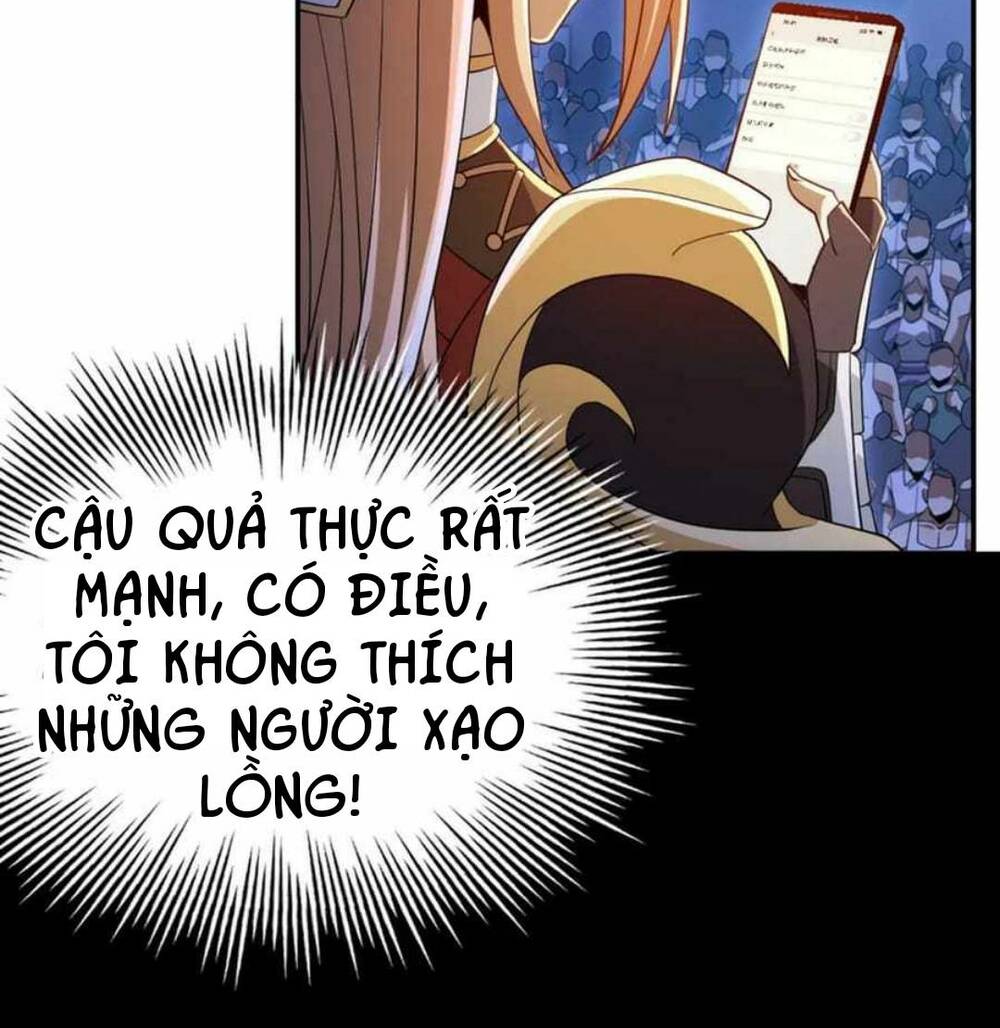 CẬU QUẢ THỰC RẤT
MẠNH, CÓ ĐIỀU,
TÔI KHÔNG THÍCH
NHỮNG NGƯỜI XẠO
LỒNG!